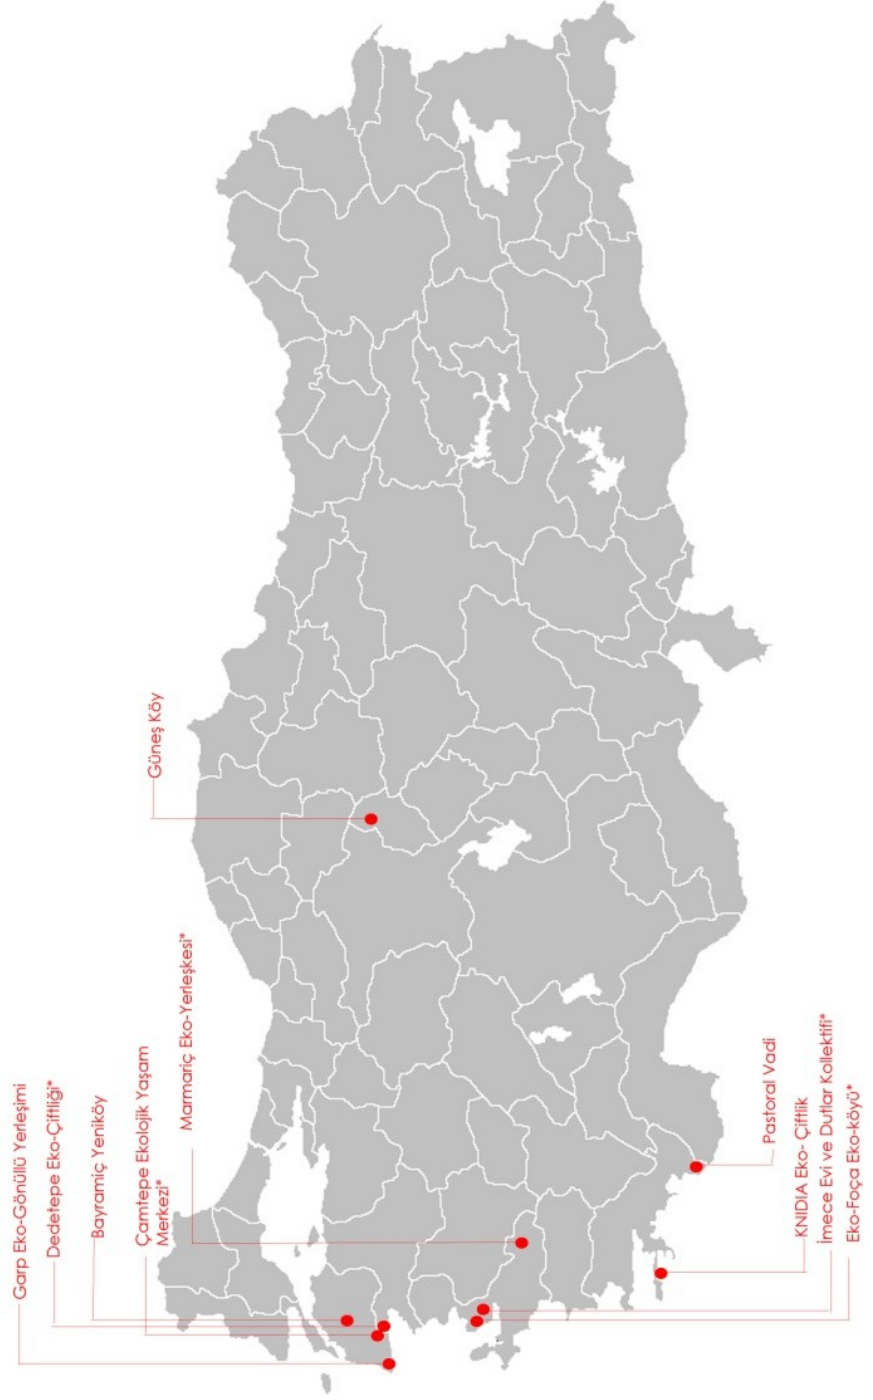 Garp Eko-Gönüllü Yerleşimi
Dedetepe Eko-Çiftliği*
Bayramiç Yeniköy
Çamtepe Ekolojik Yaşam
Merkezi*
Marmariç Eko-Yerleşkesi*
Güneş Köy
Pastoral Vadi
KNIDIA Eko- Çiftlik
İmece Evi ve Dutlar Kollektifi*
Eko-Foça Eko-köyü*